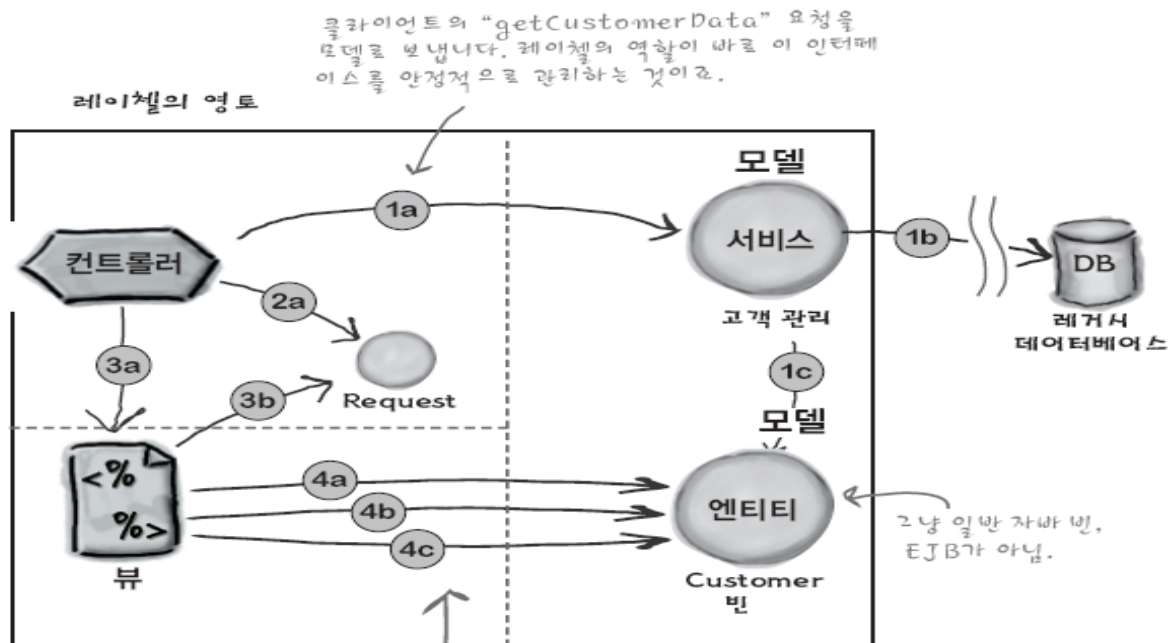 클라이언트의 “getCustomerData” 요청을
모델로 보냅니다. 레이첼의 역할이 바로 이 인터페
이스를 안정적으로 관리하는 것이죠.
레이첼의 영토
모델
1a
서비스
1b
컨트롤러
DB
2a
고객 관리
레거시
데이터베이스
3a
1c
3b
Request
모델
<%
%>
4a
4b
4c
엔티티
그냥 일반 자바 빈,
EJB가 아님.
뷰
Customer
빈